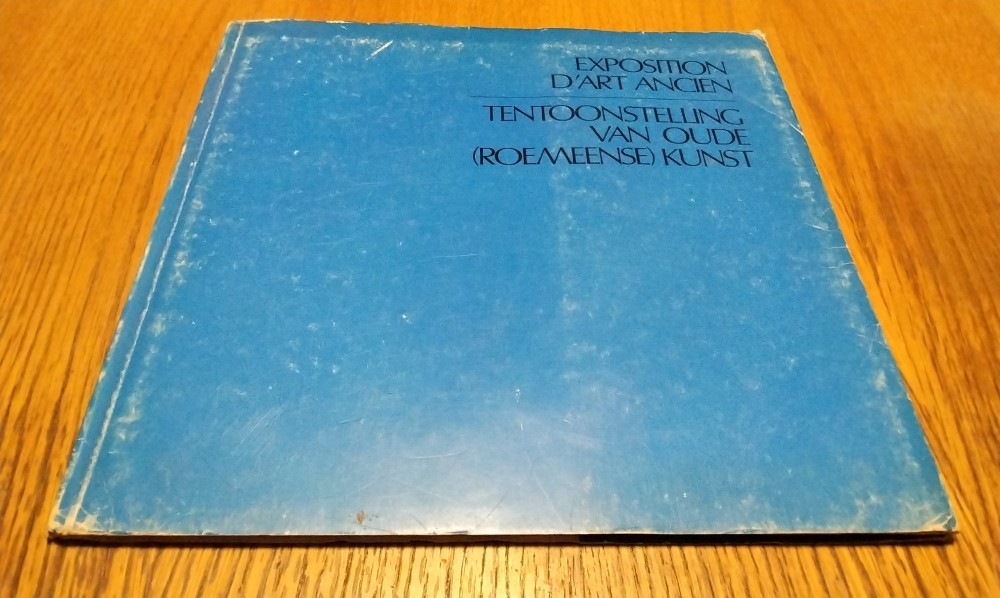 EXPOSITION
D'ART ANCIEN
TENTOONSTELLING
VAN OUDE
(ROEMEENSE) KUNST